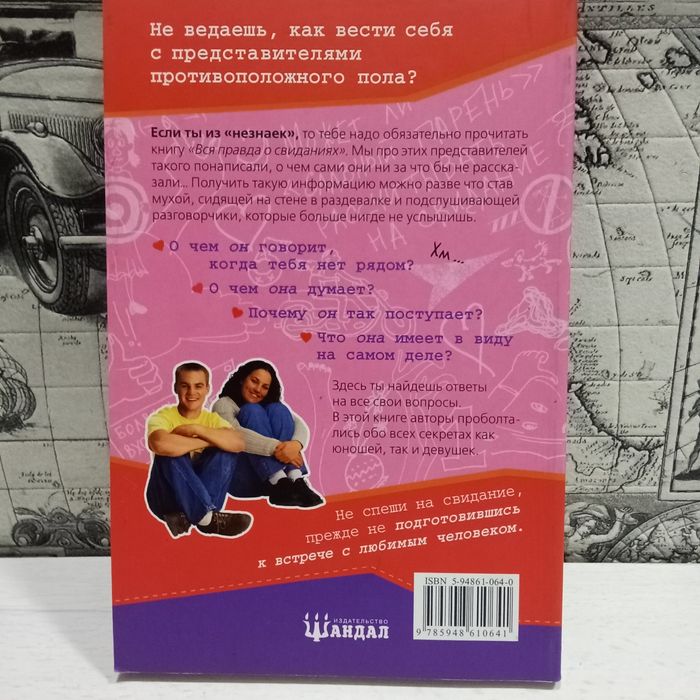 Не ведаешь, как вести себя
с представителями
противоположного пола?
Если ты из «незнаек», то тебе надо обязательно прочитать
книгу «Вся правда о свиданиях». Мы про этих представителей
такого понаписали, о чем сами они ни за что бы не расска-
зали... Получить такую информацию можно разве что став
мухой, сидящей на стене в раздевалке и подслушивающей
разговорчики, которые больше нигде не услышишь.
О чем он говорит,
когда тебя нет рядом?
Хм...
О чем она думает?
Почему он так поступает?
Что она имеет в виду
на самом деле?
Здесь ты найдешь ответы
на все свои вопросы.
В этой книге авторы проболта-
лись обо всех секретах как
юношей, так и девушек.
Не спеши на свидание,
прежде не подготовившись
к встрече с любимым человеком.
ISBN 5-94861-064-0
9 785948 610641
ИЗДАТЕЛЬСТВО
ШАНДАЛ